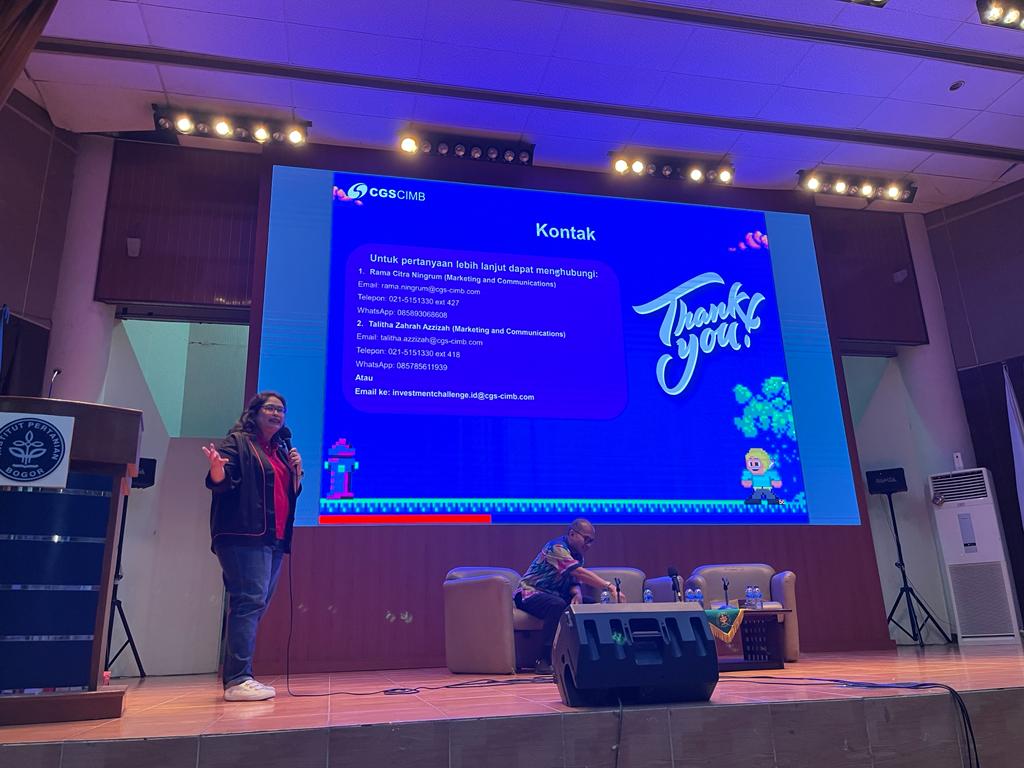 CGSCIMB
Kontak
Untuk pertanyaan lebih lanjut dapat menghubungi:
1. Rama Citra Ningrum (Marketing and Communications)
Email: rama.ningrum@cgs-cimb.com
Telepon: 021-5151330 ext 427
WhatsApp: 085893068608
2. Talitha Zahrah Azzizah (Marketing and Communications)
Email: talitha.azzizah@cgs-cimb.com
Telepon: 021-5151330 ext 418
WhatsApp: 085785611939
Atau
Email ke: investmentchallenge.id@cgs-cimb.com
Thank
you!
INSTITUT PERTANIAN
BOGOR